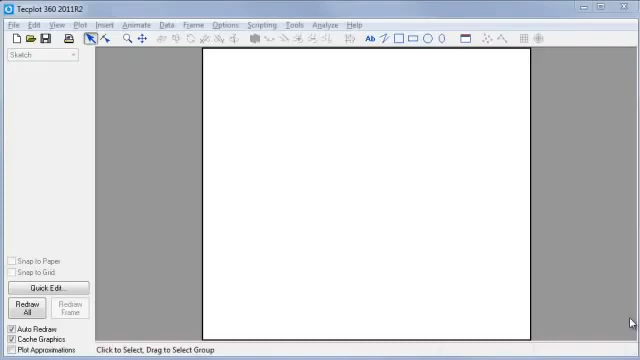 Tecplot 360 2011R2
File Edit View Plot Insert Animate Data Frame Options Scripting Tools Analyze Help
Ab
Sketch
Snap to Paper
Snap to Grid
Quick Edit...
Redraw All
Redraw Frame
Auto Redraw
Cache Graphics
Plot Approximations
Click to Select, Drag to Select Group